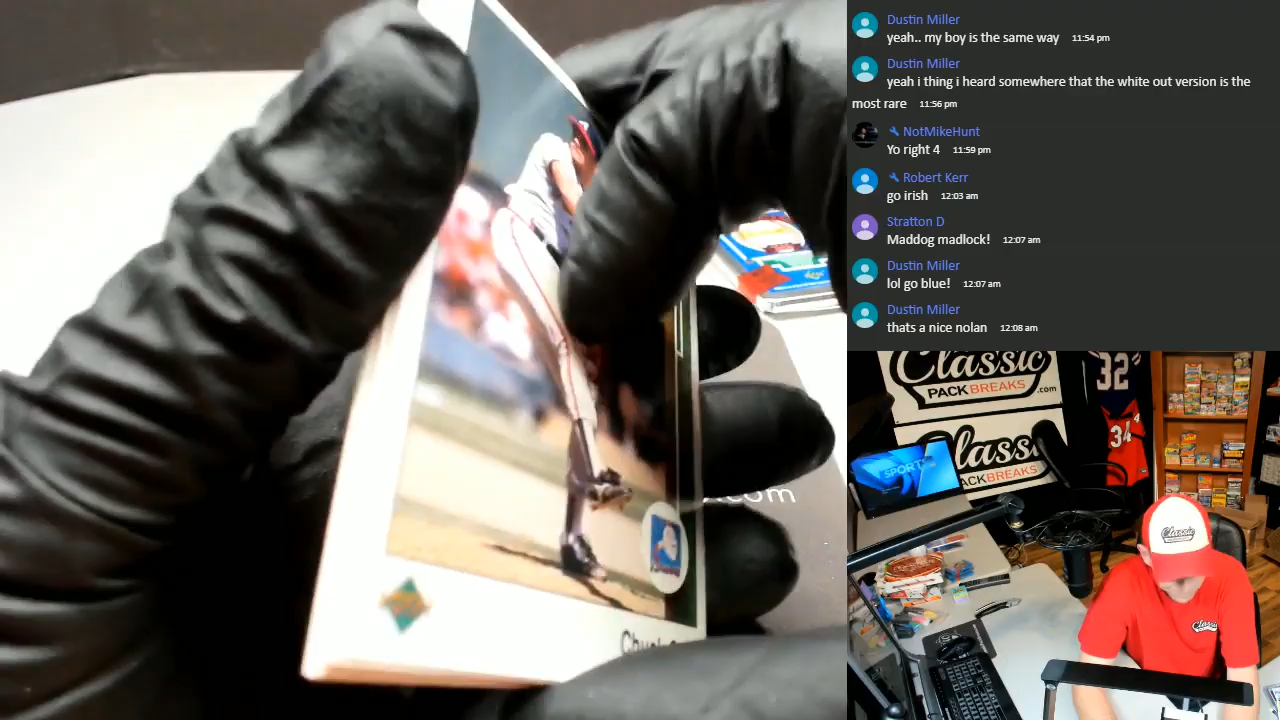 Dustin Miller
yeah.. my boy is the same way 11:54 pm
Dustin Miller
yeah i thing i heard somewhere that the white out version is the
most rare 11:56 pm
NotMikeHunt
Yo right 4 11:59 pm
Robert Kerr
go irish 12:03 am
Stratton D
Maddog madlock! 12:07 am
Dustin Miller
lol go blue! 12:07 am
Dustin Miller
thats a nice nolan 12:08 am
.com
Classic
PACK BREAKS .com
Classic
PACKBREAKS
32
34
SPORT
Classic
Classic